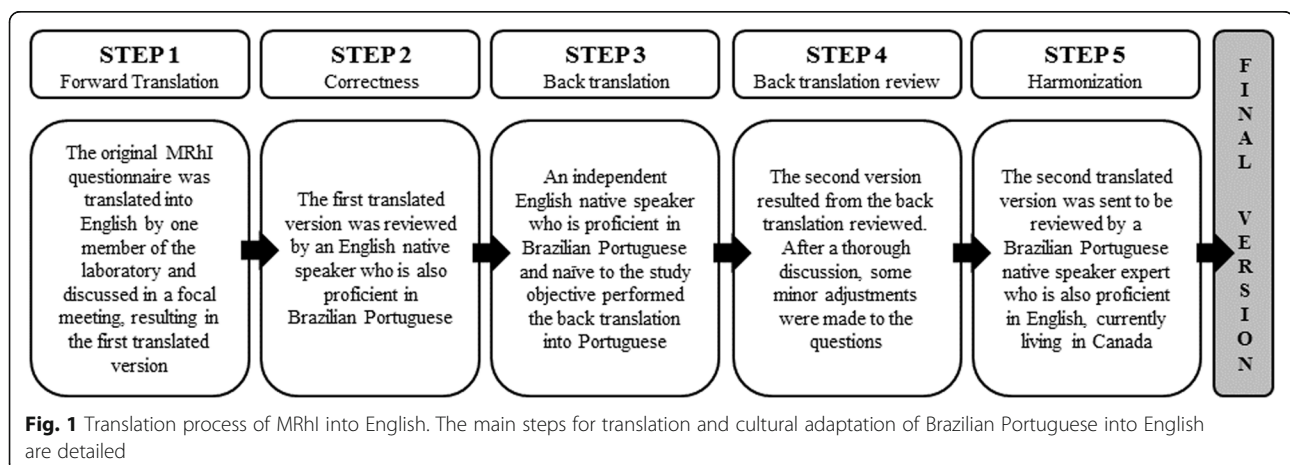 STEP 1
Forward Translation
STEP 2
Correctness
STEP 3
Back translation
STEP 4
Back translation review
STEP 5
Harmonization
The original MRhI
questionnaire was
translated into
English by one
member of the
laboratory and
discussed in a focal
meeting, resulting in
the first translated
version
The first translated
version was reviewed
by an English native
speaker who is also
proficient in
Brazilian Portuguese
An independent
English native speaker
who is proficient in
Brazilian Portuguese
and naïve to the study
objective performed
the back translation
into Portuguese
The second version
resulted from the back
translation reviewed.
After a thorough
discussion, some
minor adjustments
were made to the
questions
The second translated
version was sent to be
reviewed by a
Brazilian Portuguese
native speaker expert
who is also proficient
in English, currently
living in Canada
FINAL VERSION
Fig. 1 Translation process of MRhI into English. The main steps for translation and cultural adaptation of Brazilian Portuguese into English
are detailed